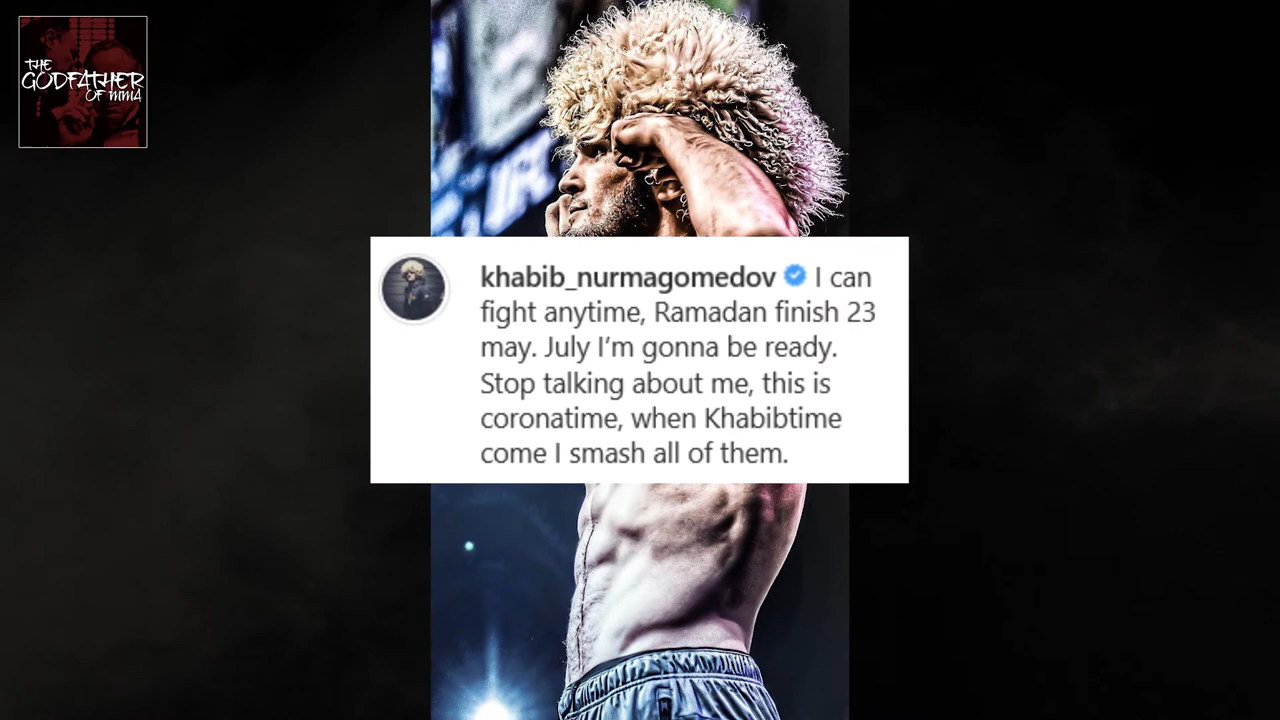 THE
GODFATHER
OF MMA
khabib_nurmagomedov I can
fight anytime, Ramadan finish 23
may. July I’m gonna be ready.
Stop talking about me, this is
coronatime, when Khabibtime
come I smash all of them.